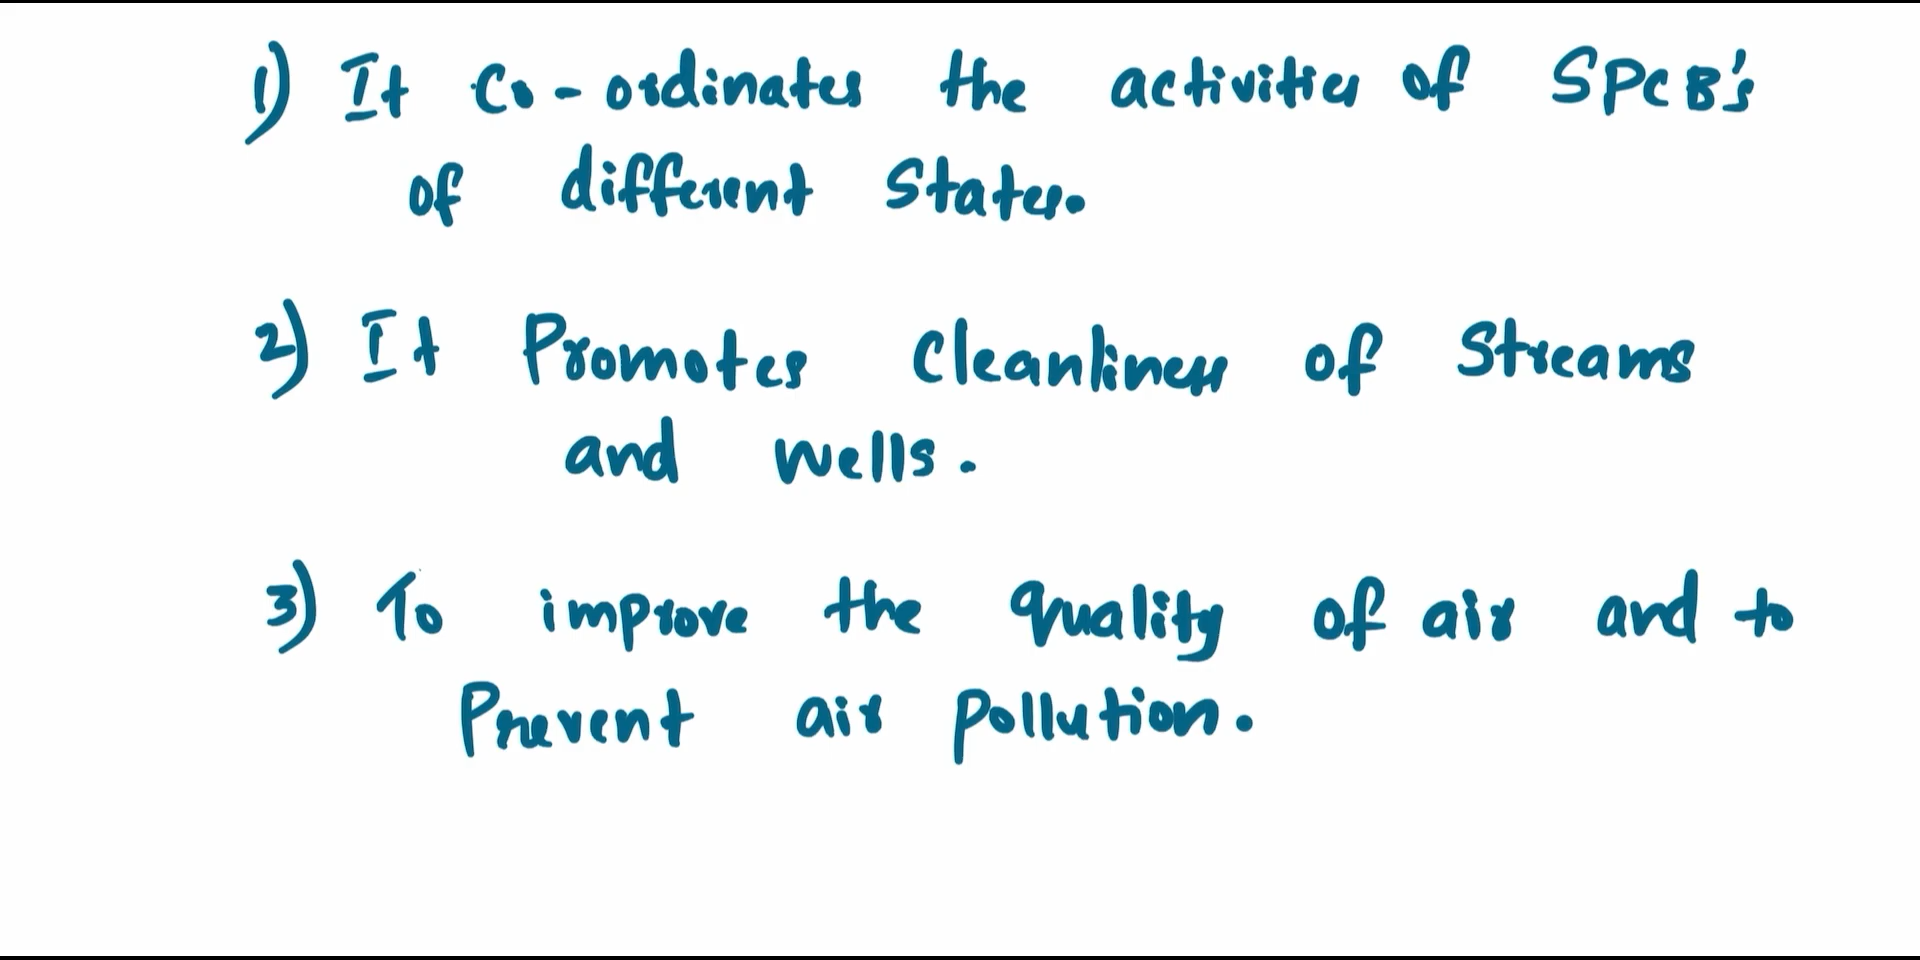 1) It Co-ordinates the activities of SPCB's
of different States.
2) It Promotes Cleanliness of Streams
and wells.
3) To improve the quality of air and to
Prevent air pollution.